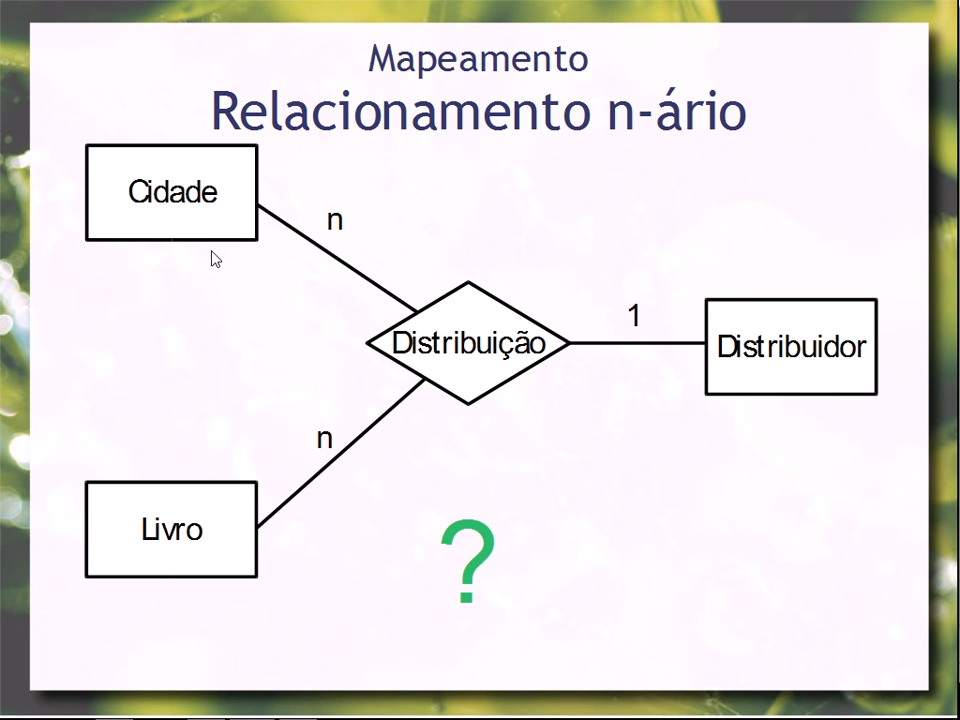 Mapeamento
Relacionamento n-ário
Cidade
n
1
Distribuição
Distribuidor
n
Livro
?